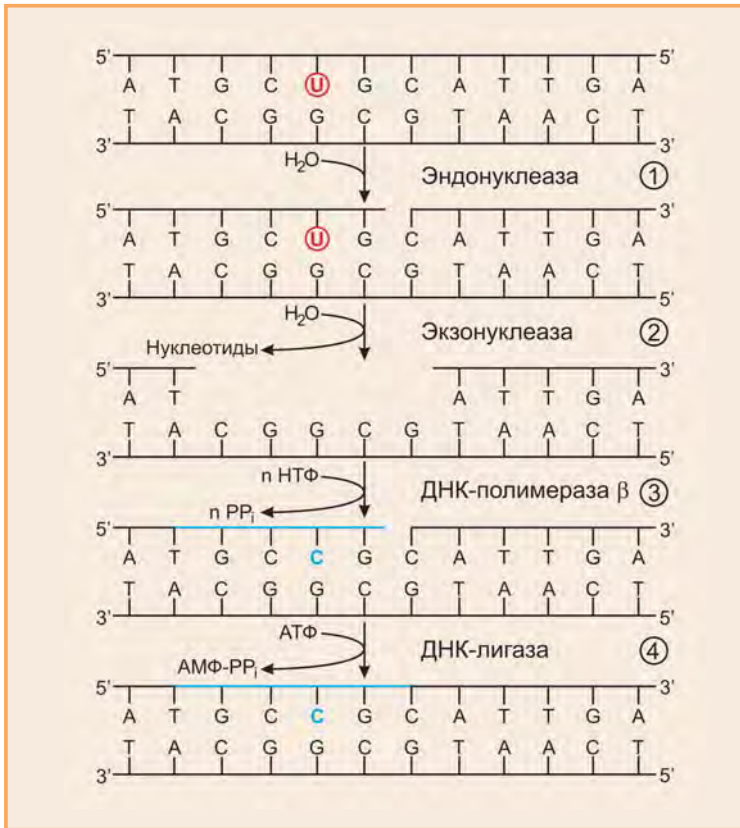 5’
A T G C U G C A T T G A
T A C G G C G T A A C T
3’ 3’
H₂O
Эндонуклеаза ①
5’ 3’
A T G C U G C A T T G A
T A C G G C G T A A C T
3’ 5’
H₂O
Экзонуклеаза ②
Нуклеотиды
5’ 3’
A T A T T G A
T A C G G C G T A A C T
3’ 5’
n НТФ
ДНК-полимераза β ③
n PPᵢ
5’ 3’
A T G C C G C A T T G A
T A C G G C G T A A C T
3’ 5’
АТФ
ДНК-лигаза ④
АМФ-PPᵢ
5’ 3’
A T G C C G C A T T G A
T A C G G C G T A A C T
3’ 5’